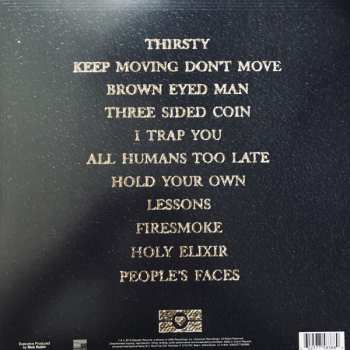 THIRSTY
KEEP MOVING DON'T MOVE
BROWN EYED MAN
THREE SIDED COIN
I TRAP YOU
ALL HUMANS TOO LATE
HOLD YOUR OWN
LESSONS
FIRESMOKE
HOLY ELIXIR
PEOPLE'S FACES
Executive Produced
by Rick Rubin